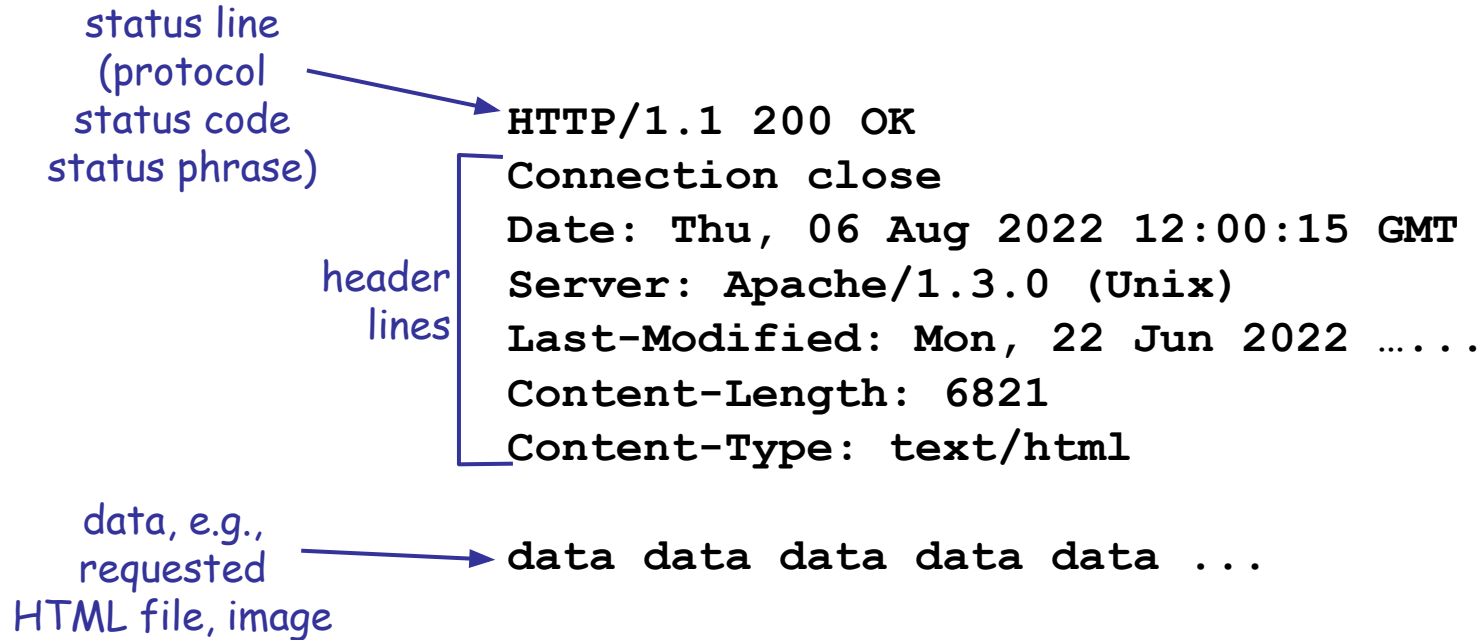 status line
(protocol
status code
status phrase)
HTTP/1.1 200 OK
Connection close
Date: Thu, 06 Aug 2022 12:00:15 GMT
Server: Apache/1.3.0 (Unix)
Last-Modified: Mon, 22 Jun 2022 …...
Content-Length: 6821
Content-Type: text/html
header
lines
data, e.g.,
requested
HTML file, image
data data data data data ...